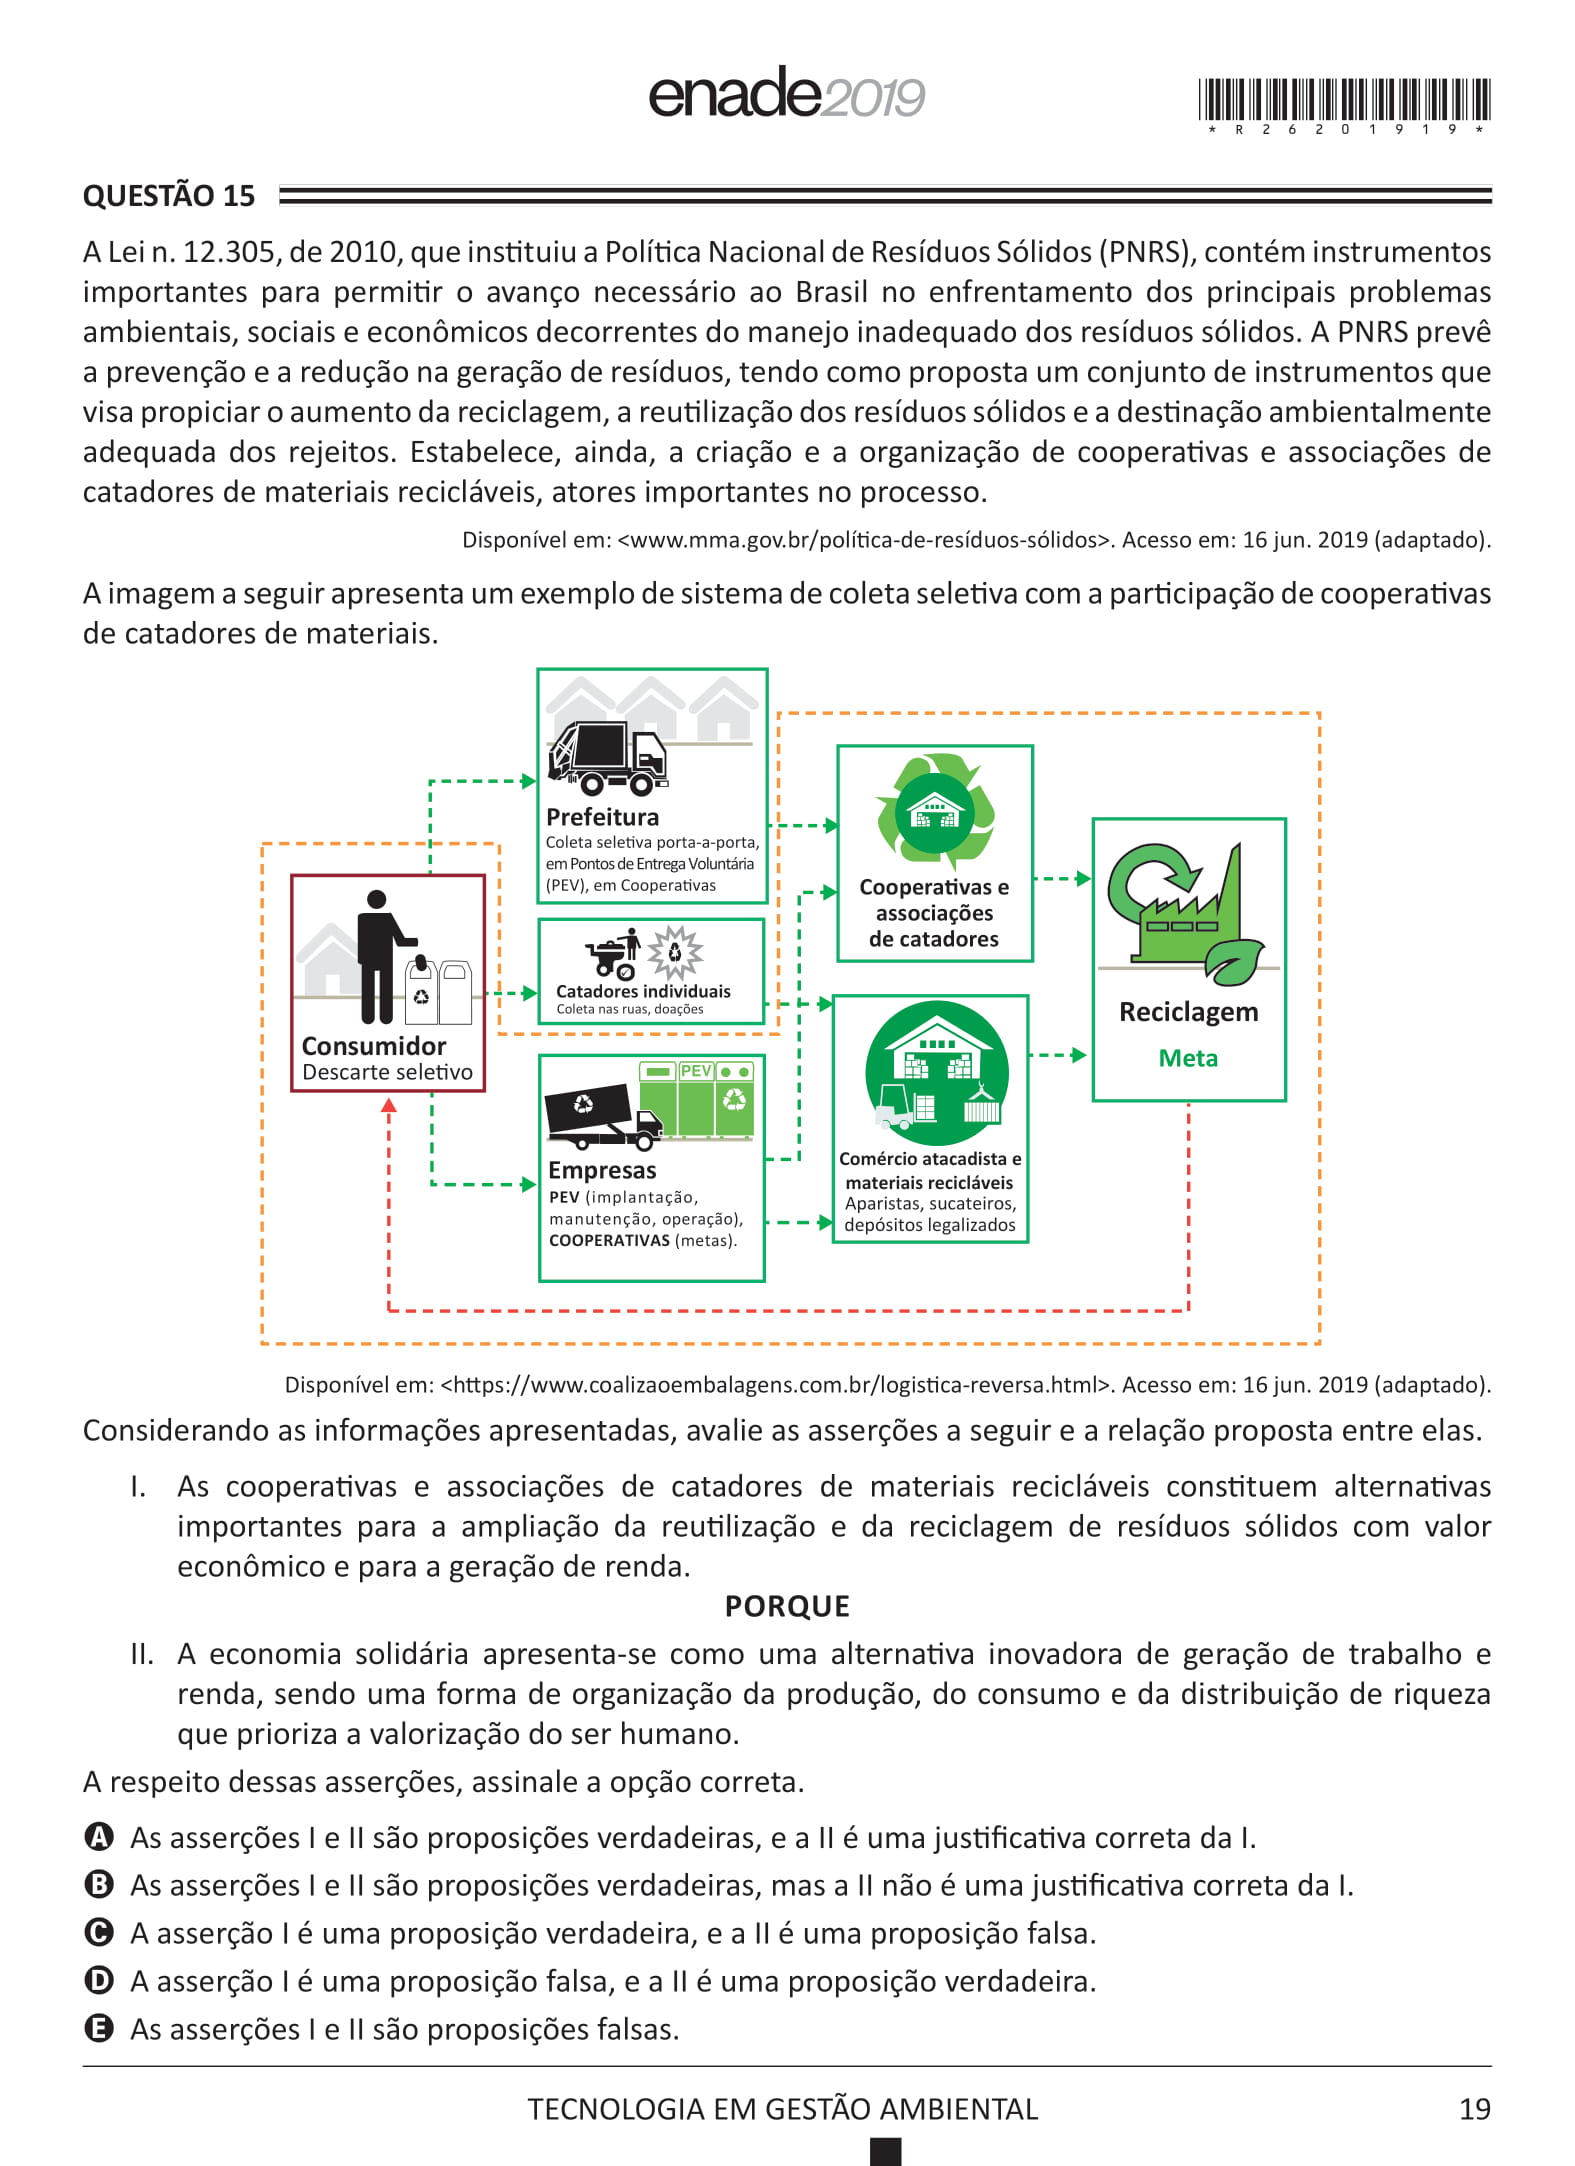 enade2019
*R2620191 9*
QUESTÃO 15
A Lei n. 12.305, de 2010, que instituiu a Política Nacional de Resíduos Sólidos (PNRS), contém instrumentos
importantes para permitir o avanço necessário ao Brasil no enfrentamento dos principais problemas
ambientais, sociais e econômicos decorrentes do manejo inadequado dos resíduos sólidos. A PNRS prevê
a prevenção e a redução na geração de resíduos, tendo como proposta um conjunto de instrumentos que
visa propiciar o aumento da reciclagem, a reutilização dos resíduos sólidos e a destinação ambientalmente
adequada dos rejeitos. Estabelece, ainda, a criação e a organização de cooperativas e associações de
catadores de materiais recicláveis, atores importantes no processo.
Disponível em: <www.mma.gov.br/política-de-resíduos-sólidos>. Acesso em: 16 jun. 2019 (adaptado).
A imagem a seguir apresenta um exemplo de sistema de coleta seletiva com a participação de cooperativas
de catadores de materiais.
Prefeitura
Coleta seletiva porta-a-porta,
em Pontos de Entrega Voluntária
(PEV), em Cooperativas
Consumidor
Descarte seletivo
Catadores individuais
Coleta nas ruas, doações
PEV
Empresas
PEV (implantação,
manutenção, operação),
COOPERATIVAS (metas).
Cooperativas e
associações
de catadores
Comércio atacadista e
materiais recicláveis
Aparistas, sucateiros,
depósitos legalizados
Reciclagem
Meta
Disponível em: <https://www.coalizaoembalagens.com.br/logistica-reversa.html>. Acesso em: 16 jun. 2019 (adaptado).
Considerando as informações apresentadas, avalie as asserções a seguir e a relação proposta entre elas.
I. As cooperativas e associações de catadores de materiais recicláveis constituem alternativas
importantes para a ampliação da reutilização e da reciclagem de resíduos sólidos com valor
econômico e para a geração de renda.
PORQUE
II. A economia solidária apresenta-se como uma alternativa inovadora de geração de trabalho e
renda, sendo uma forma de organização da produção, do consumo e da distribuição de riqueza
que prioriza a valorização do ser humano.
A respeito dessas asserções, assinale a opção correta.
A As asserções I e II são proposições verdadeiras, e a II é uma justificativa correta da I.
B As asserções I e II são proposições verdadeiras, mas a II não é uma justificativa correta da I.
C A asserção I é uma proposição verdadeira, e a II é uma proposição falsa.
D A asserção I é uma proposição falsa, e a II é uma proposição verdadeira.
E As asserções I e II são proposições falsas.
TECNOLOGIA EM GESTÃO AMBIENTAL
19